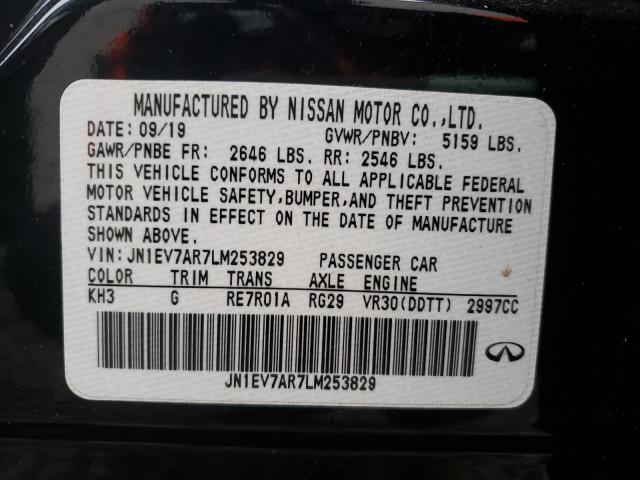 MANUFACTURED BY NISSAN MOTOR CO.,LTD.
DATE: 09/19 GVWR/PNBV: 5159 LBS.
GAWR/PNBE FR: 2646 LBS. RR: 2546 LBS.
THIS VEHICLE CONFORMS TO ALL APPLICABLE FEDERAL
MOTOR VEHICLE SAFETY,BUMPER,AND THEFT PREVENTION
STANDARDS IN EFFECT ON THE DATE OF MANUFACTURE
SHOWN ABOVE.
VIN: JN1EV7AR7LM253829 PASSENGER CAR
COLOR TRIM TRANS AXLE ENGINE
KH3 G RE7R01A RG29 VR30(DDTT) 2997CC
JN1EV7AR7LM253829